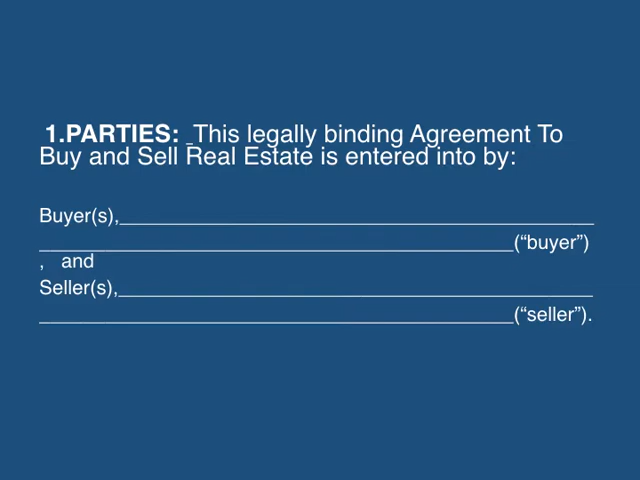 1.PARTIES: _This legally binding Agreement To
Buy and Sell Real Estate is entered into by:
Buyer(s),___________________________________________
___________________________________________(“buyer”)
, and
Seller(s),___________________________________________
___________________________________________(“seller”).